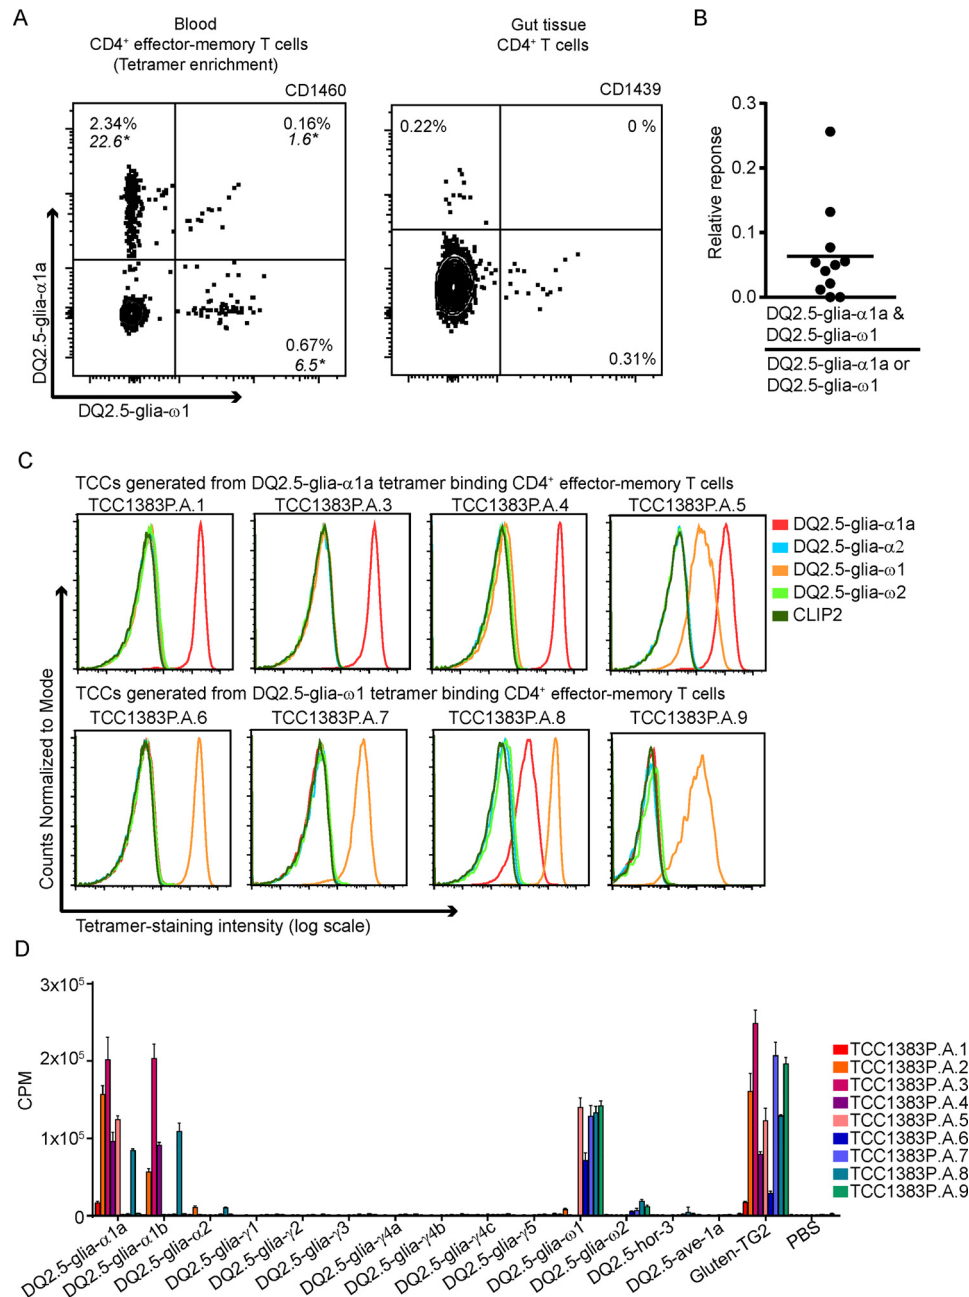 A
Blood
CD4⁺ effector-memory T cells
(Tetramer enrichment)
CD1460
2.34%
22.6*
0.16%
1.6*
0.67%
6.5*
DQ2.5-glia-α1a
DQ2.5-glia-ω1
Gut tissue
CD4⁺ T cells
CD1439
0.22%
0 %
0.31%
B
Relative reponse
0.3
0.2
0.1
0.0
DQ2.5-glia-α1a &
DQ2.5-glia-ω1
DQ2.5-glia-α1a or
DQ2.5-glia-ω1
C
TCCs generated from DQ2.5-glia-α1a tetramer binding CD4⁺ effector-memory T cells
TCC1383P.A.1
TCC1383P.A.3
TCC1383P.A.4
TCC1383P.A.5
DQ2.5-glia-α1a
DQ2.5-glia-α2
DQ2.5-glia-ω1
DQ2.5-glia-ω2
CLIP2
TCCs generated from DQ2.5-glia-ω1 tetramer binding CD4⁺ effector-memory T cells
TCC1383P.A.6
TCC1383P.A.7
TCC1383P.A.8
TCC1383P.A.9
Counts Normalized to Mode
Tetramer-staining intensity (log scale)
D
CPM
3x10⁵
2x10⁵
1x10⁵
0
DQ2.5-glia-α1a
DQ2.5-glia-α1b
DQ2.5-glia-α2
DQ2.5-glia-γ1
DQ2.5-glia-γ2
DQ2.5-glia-γ3
DQ2.5-glia-γ4a
DQ2.5-glia-γ4b
DQ2.5-glia-γ4c
DQ2.5-glia-γ5
DQ2.5-glia-ω1
DQ2.5-glia-ω2
DQ2.5-hor-3
DQ2.5-ave-1a
Gluten-TG2
PBS
TCC1383P.A.1
TCC1383P.A.2
TCC1383P.A.3
TCC1383P.A.4
TCC1383P.A.5
TCC1383P.A.6
TCC1383P.A.7
TCC1383P.A.8
TCC1383P.A.9